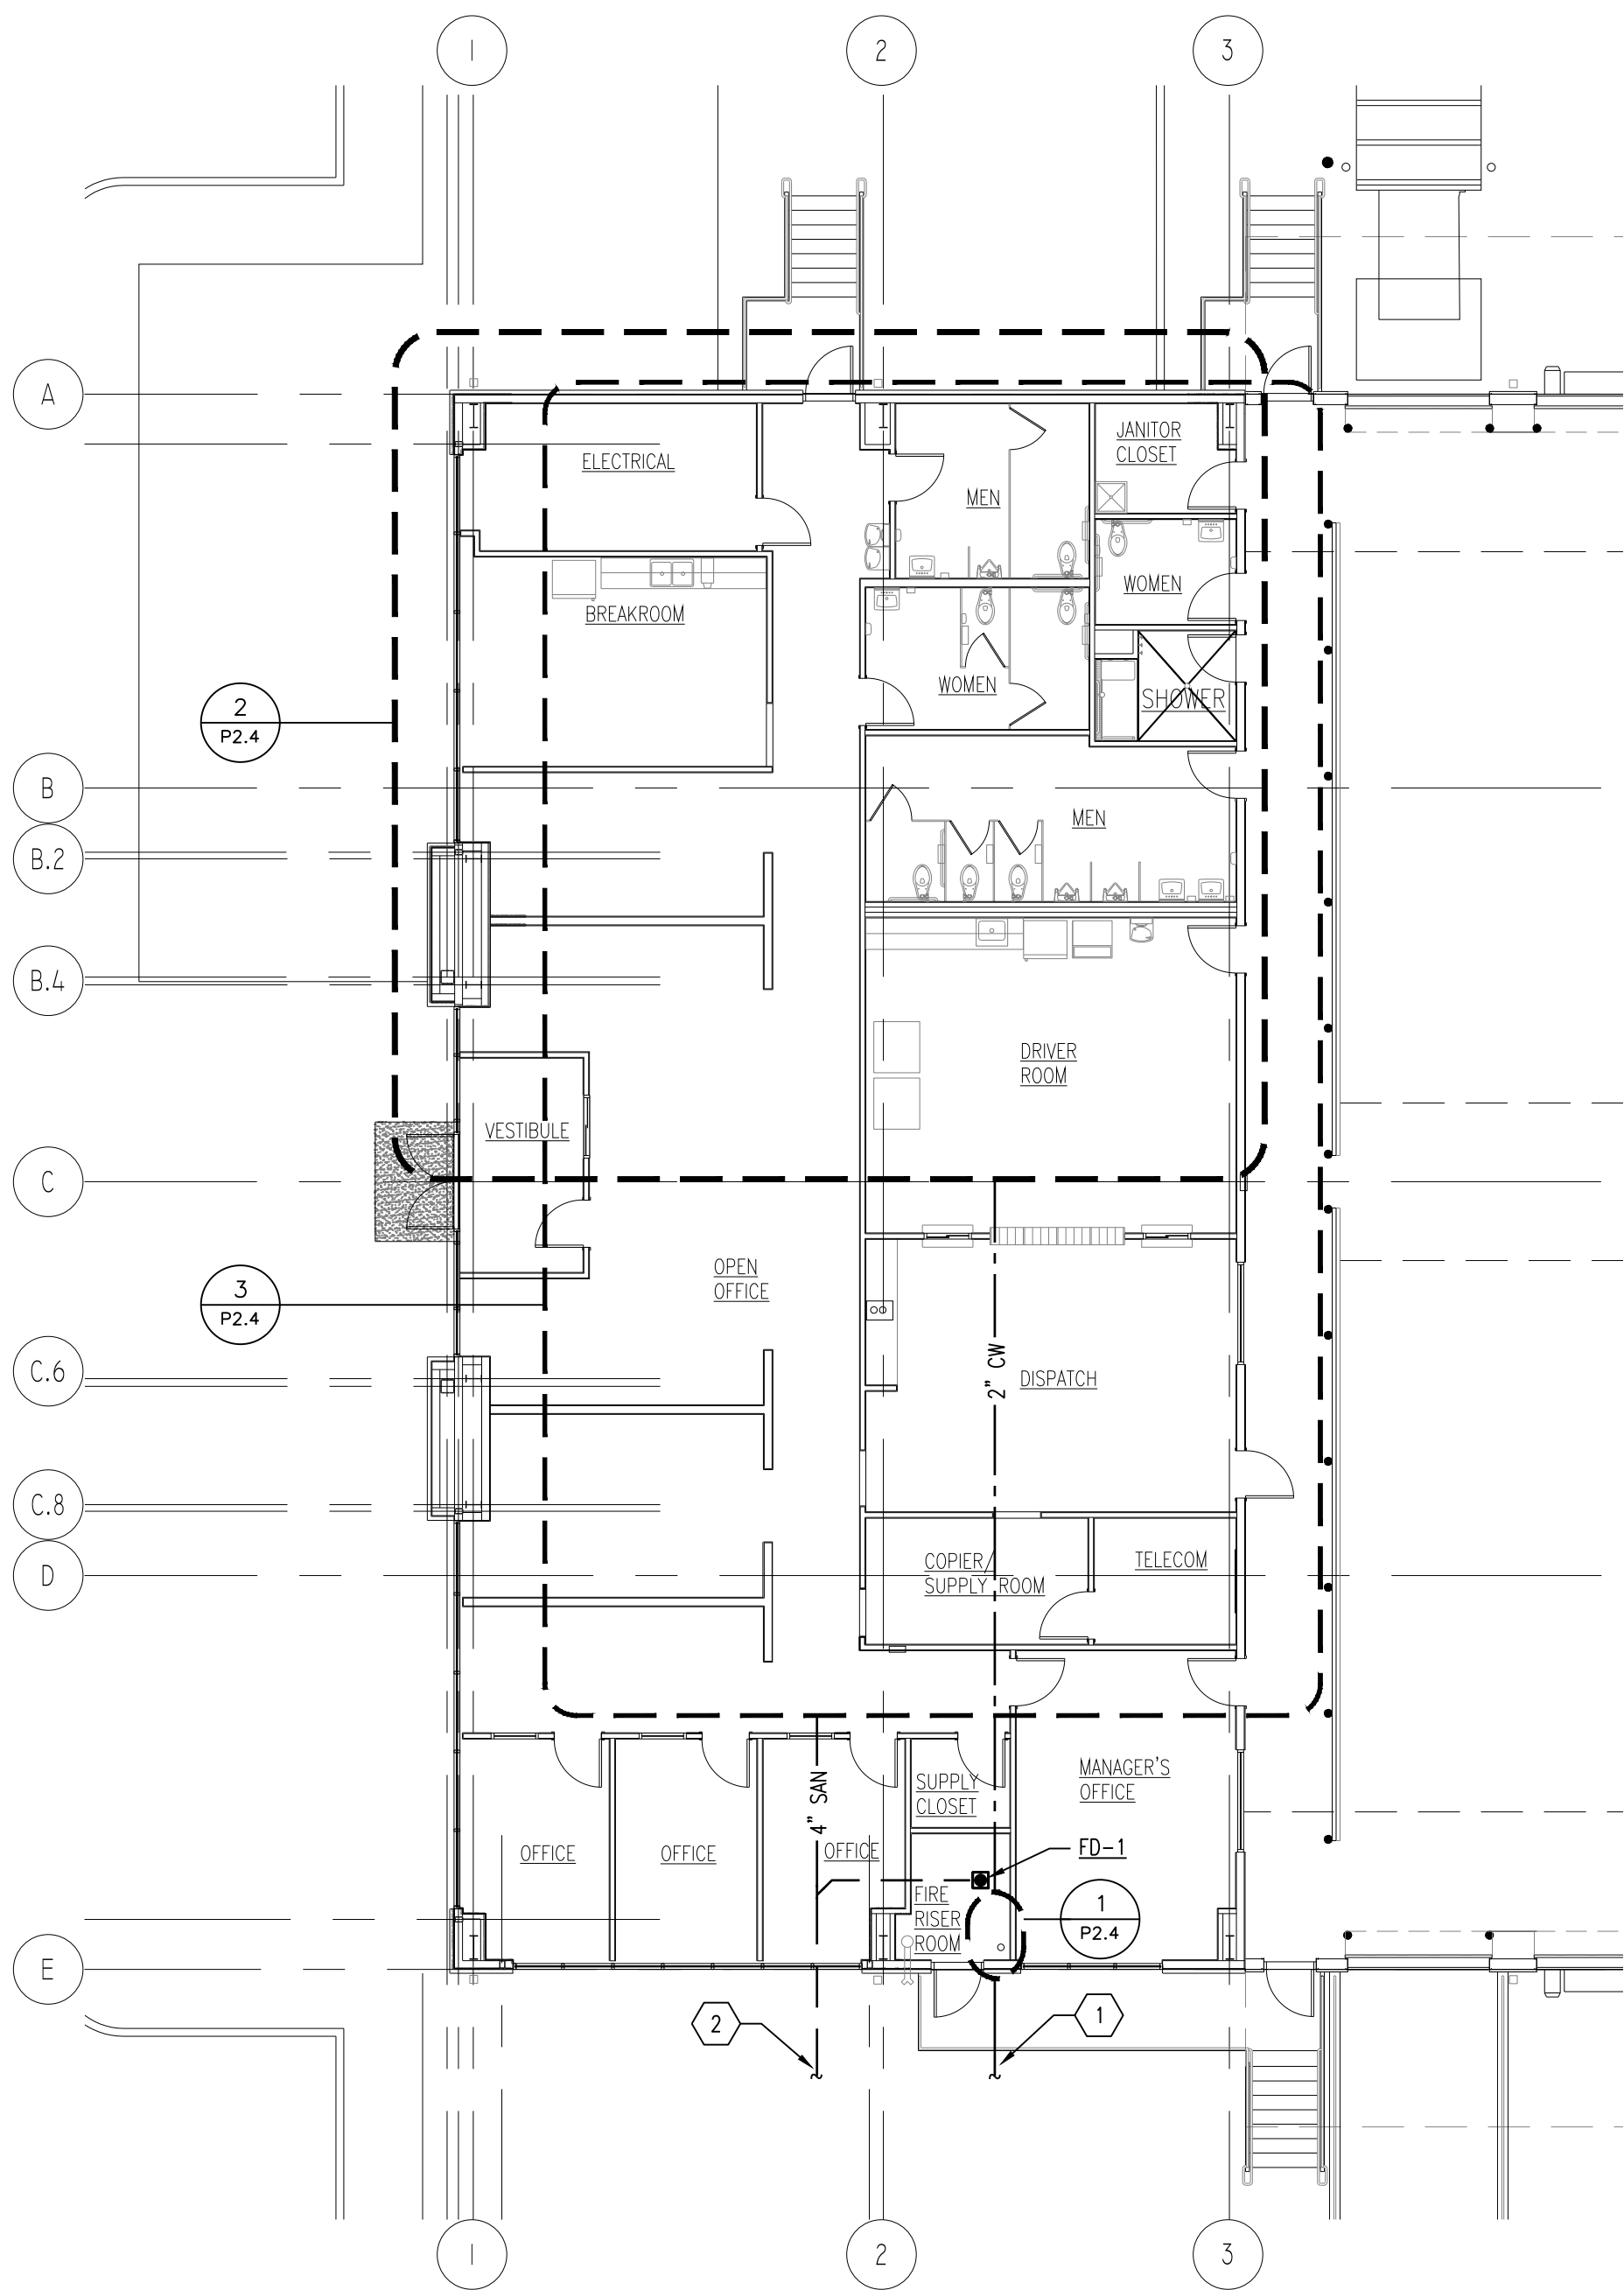 1
2
3
A
JANITOR
CLOSET
ELECTRICAL
MEN
WOMEN
BREAKROOM
WOMEN
SHOWER
2
P2.4
B
MEN
B.2
B.4
DRIVER
ROOM
VESTIBULE
C
OPEN
OFFICE
3
P2.4
C.6
2" CW
DISPATCH
C.8
D
COPIER/
SUPPLY ROOM
TELECOM
MANAGER'S
OFFICE
SUPPLY
CLOSET
4" SAN
OFFICE
OFFICE
OFFICE
FD-1
FIRE
RISER
ROOM
1
P2.4
E
2
1
1
2
3